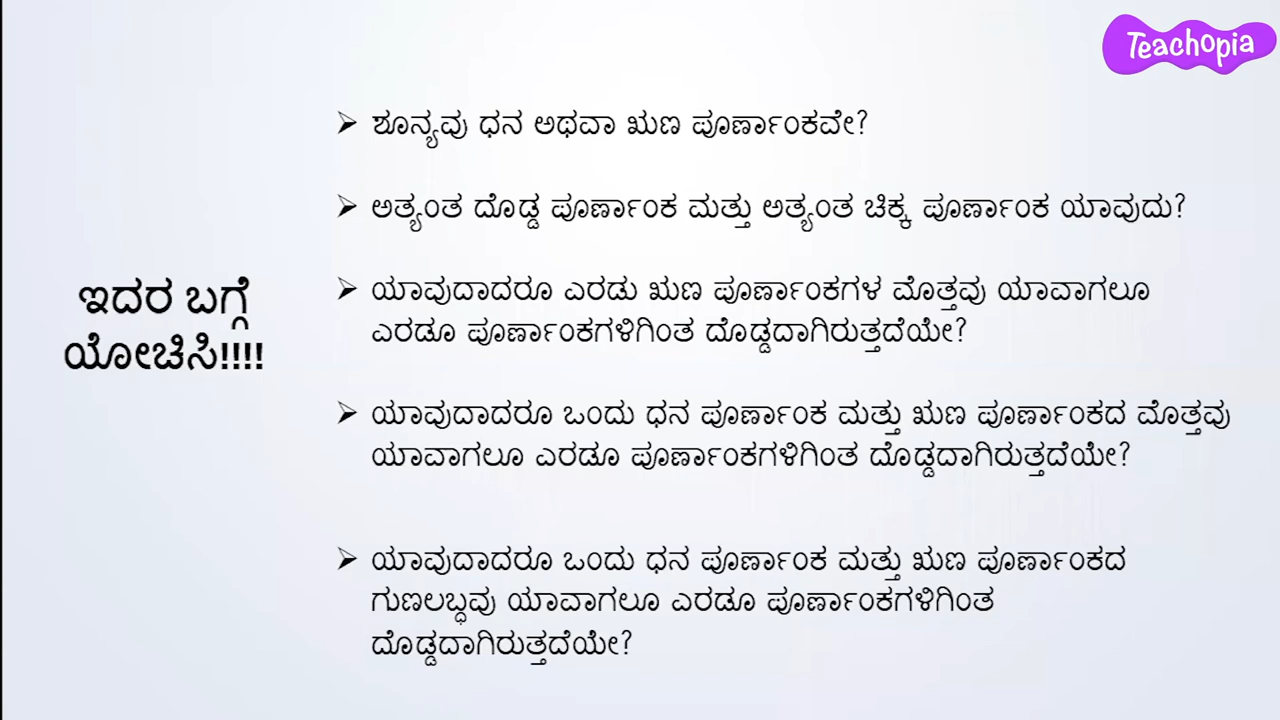 Teachopia
ಇದರ ಬಗ್ಗೆ
ಯೋಚಿಸಿ!!!!
➢ ಶೂನ್ಯವು ಧನ ಅಥವಾ ಋಣ ಪೂರ್ಣಾಂಕವೇ?
➢ ಅತ್ಯಂತ ದೊಡ್ಡ ಪೂರ್ಣಾಂಕ ಮತ್ತು ಅತ್ಯಂತ ಚಿಕ್ಕ ಪೂರ್ಣಾಂಕ ಯಾವುದು?
➢ ಯಾವುದಾದರೂ ಎರಡು ಋಣ ಪೂರ್ಣಾಂಕಗಳ ಮೊತ್ತವು ಯಾವಾಗಲೂ
ಎರಡೂ ಪೂರ್ಣಾಂಕಗಳಿಗಿಂತ ದೊಡ್ಡದಾಗಿರುತ್ತದೆಯೇ?
➢ ಯಾವುದಾದರೂ ಒಂದು ಧನ ಪೂರ್ಣಾಂಕ ಮತ್ತು ಋಣ ಪೂರ್ಣಾಂಕದ ಮೊತ್ತವು
ಯಾವಾಗಲೂ ಎರಡೂ ಪೂರ್ಣಾಂಕಗಳಿಗಿಂತ ದೊಡ್ಡದಾಗಿರುತ್ತದೆಯೇ?
➢ ಯಾವುದಾದರೂ ಒಂದು ಧನ ಪೂರ್ಣಾಂಕ ಮತ್ತು ಋಣ ಪೂರ್ಣಾಂಕದ
ಗುಣಲಬ್ಧವು ಯಾವಾಗಲೂ ಎರಡೂ ಪೂರ್ಣಾಂಕಗಳಿಗಿಂತ
ದೊಡ್ಡದಾಗಿರುತ್ತದೆಯೇ?